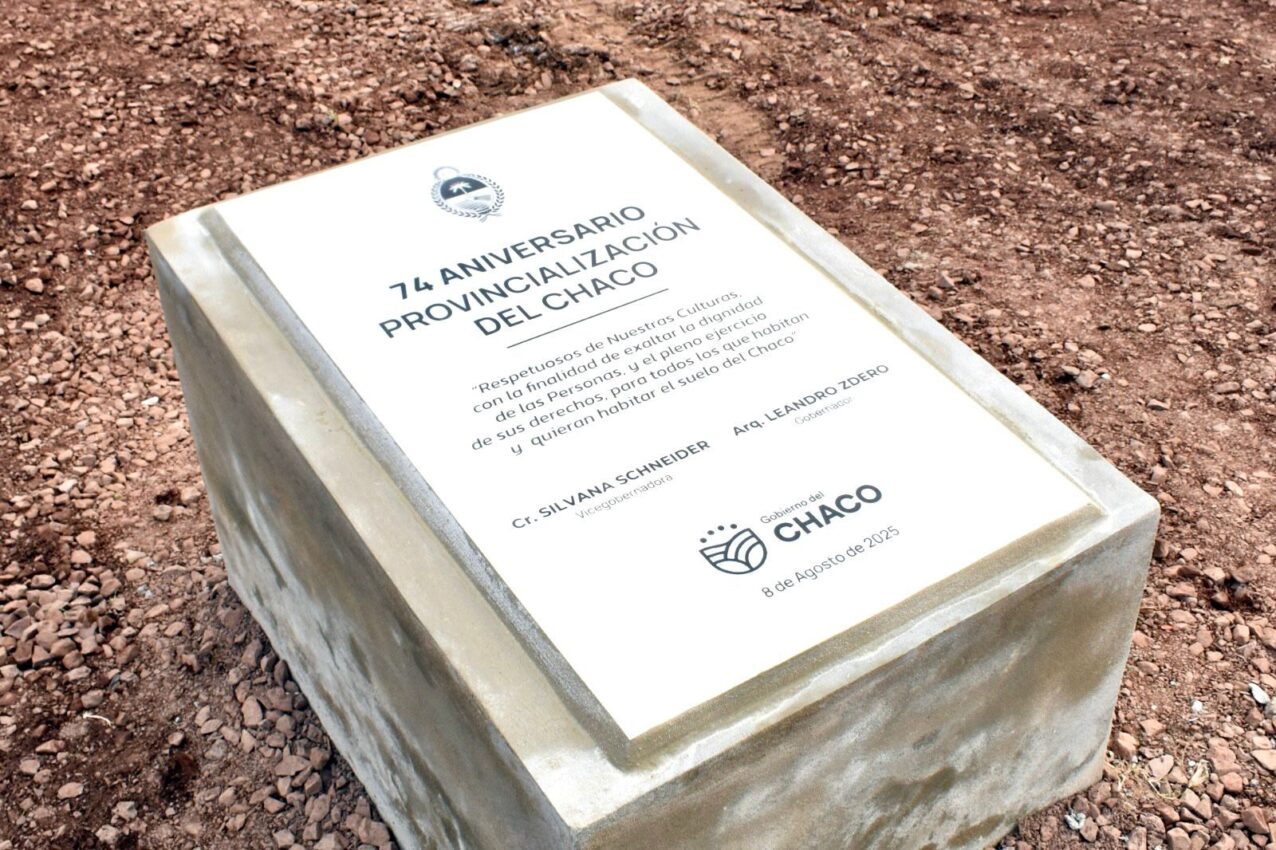 74 ANIVERSARIO
PROVINCIALIZACIÓN
DEL CHACO
"Respetuosos de Nuestras Culturas,
con la finalidad de exaltar la dignidad
de las Personas, y el pleno ejercicio
de sus derechos, para todos los que habitan
y quieran habitar el suelo del Chaco"
Cr. SILVANA SCHNEIDER
Vicegobernadora
Arq. LEANDRO ZDERO
Gobernador
Gobierno del
CHACO
8 de Agosto de 2025